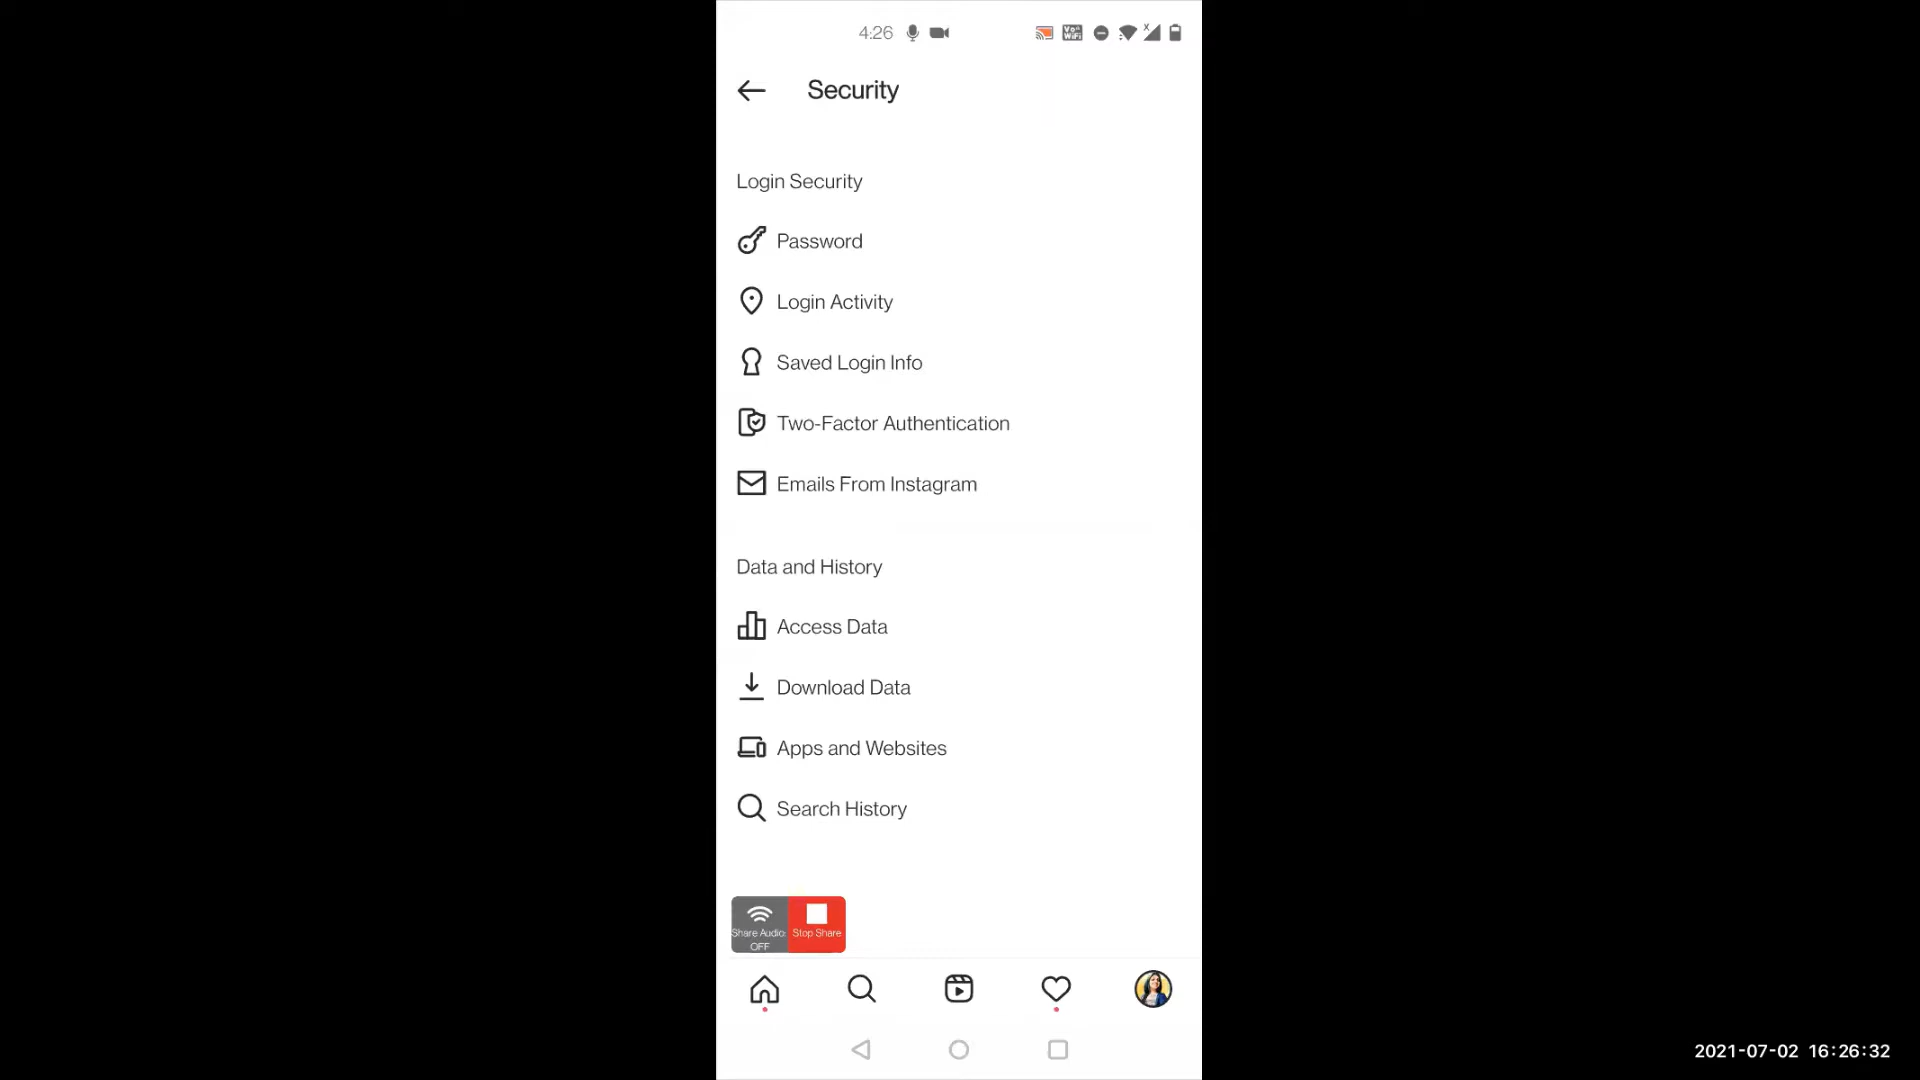 4:26
Vo WiFi
X
Security
Login Security
Password
Login Activity
Saved Login Info
Two-Factor Authentication
Emails From Instagram
Data and History
Access Data
Download Data
Apps and Websites
Search History
Share Audio:
OFF
Stop Share
2021-07-02 16:26:32